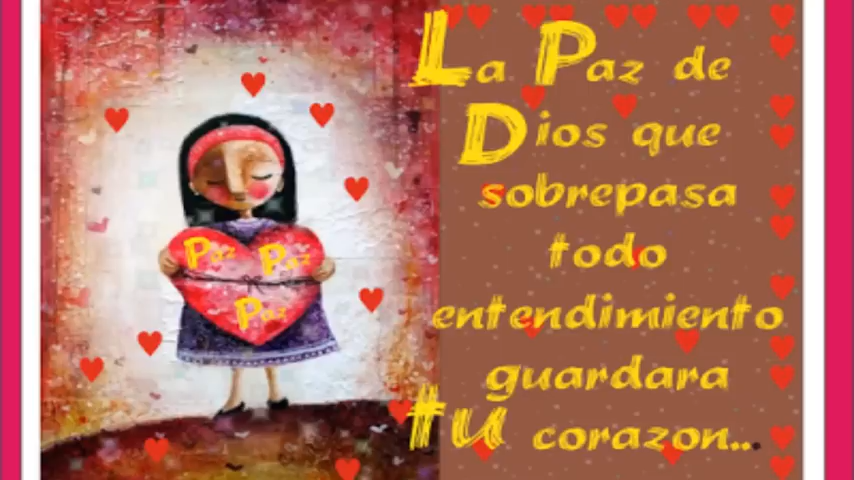 La Paz de
Dios que
sobrepasa
todo
entendimiento
guardara
tu corazon...
Paz Paz
Paz